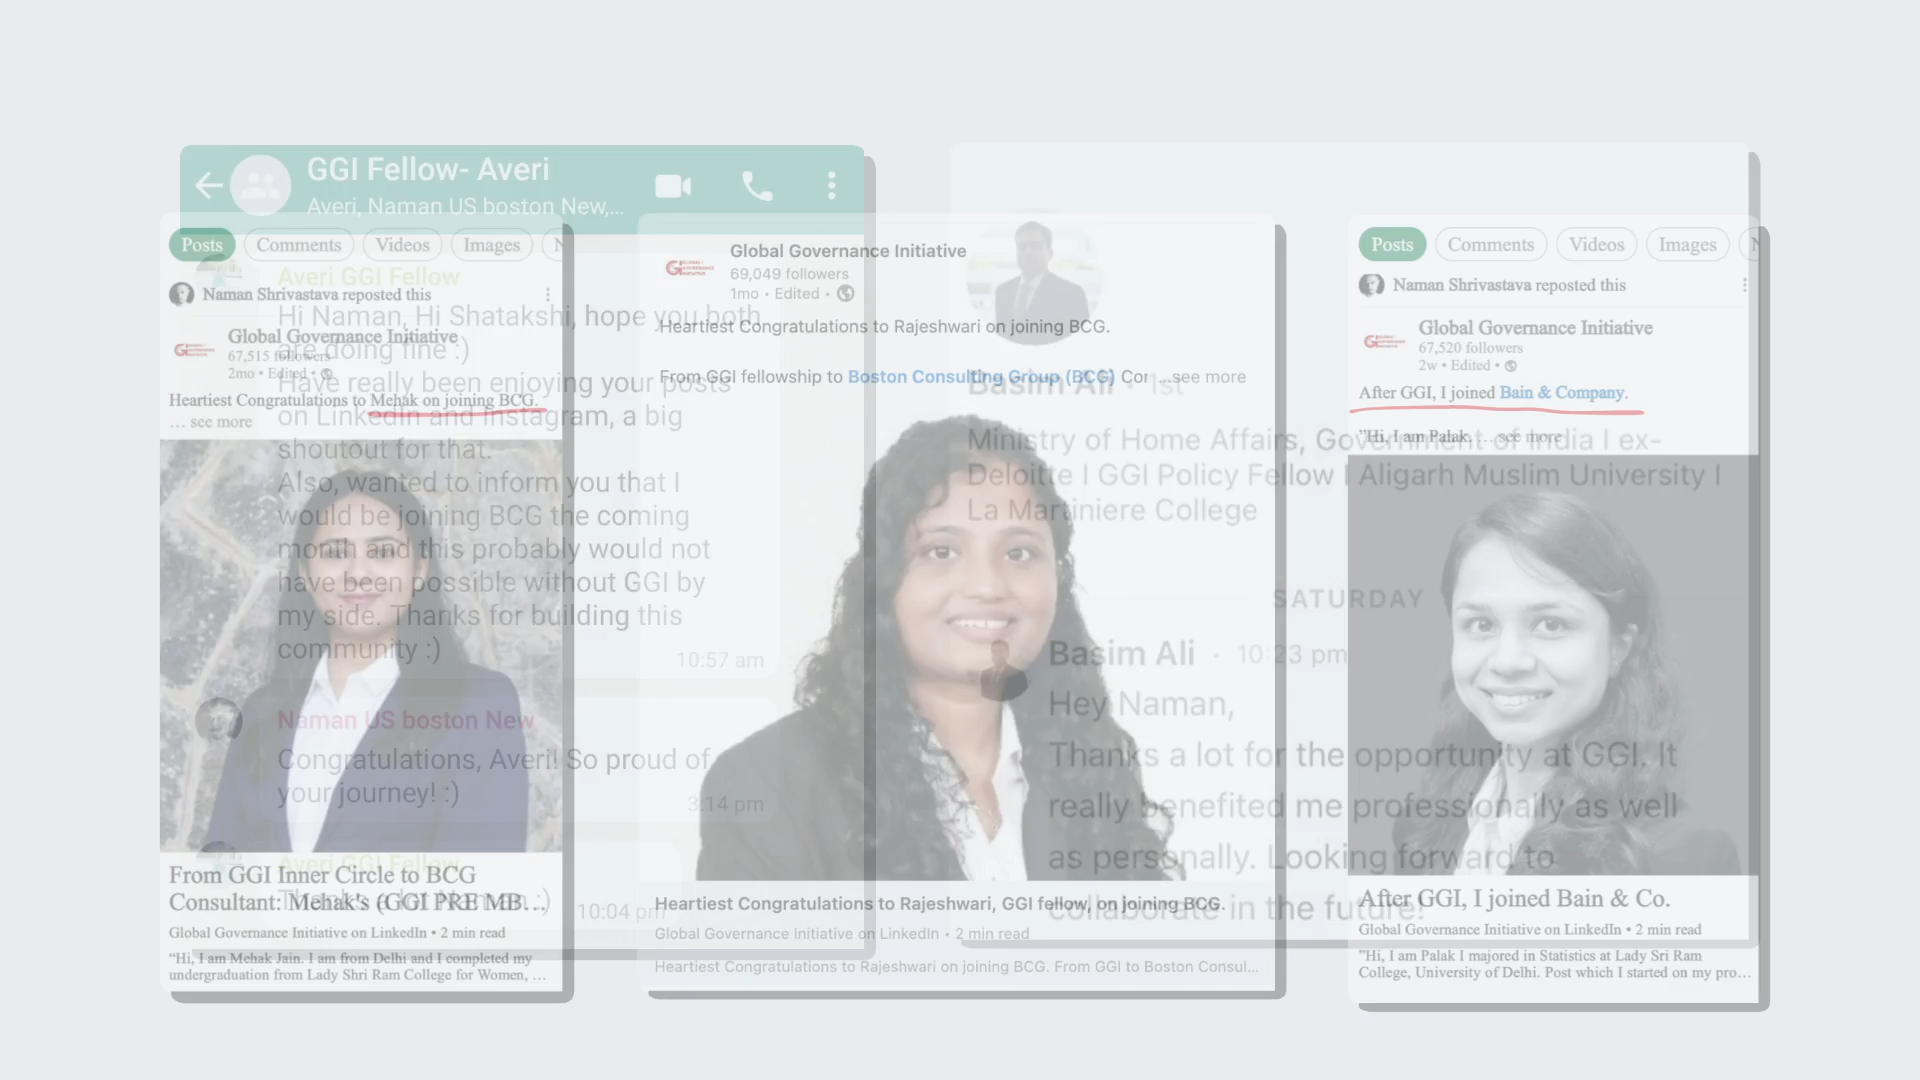 GGI Fellow- Averi
Averi, Naman US boston New,...
Averi GGI Fellow
Hi Naman, Hi Shatakshi, hope you both
are doing fine :)
Have really been enjoying your posts
on LinkedIn and Instagram, a big
shoutout for that.
Also, wanted to inform you that I
would be joining BCG the coming
month and this probably would not
have been possible without GGI by
my side. Thanks for building this
community :)
10:57 am
Naman US boston New
Congratulations, Averi! So proud of
your journey! :)
3:14 pm
Averi GGI Fellow
Naman :)
10:04 pm
Posts
Comments
Videos
Images
Naman Shrivastava reposted this
Global Governance Initiative
67,515 followers
2mo • Edited •
Heartiest Congratulations to Mehak on joining BCG.
... see more
From GGI Inner Circle to BCG
Consultant: Mehak's (GGI PRE MB...
Global Governance Initiative on LinkedIn • 2 min read
"Hi, I am Mehak Jain. I am from Delhi and I completed my
undergraduation from Lady Shri Ram College for Women, ...
Global Governance Initiative
69,049 followers
1mo • Edited •
Heartiest Congratulations to Rajeshwari on joining BCG.
From GGI fellowship to Boston Consulting Group (BCG) Cor ...see more
Heartiest Congratulations to Rajeshwari, GGI fellow, on joining BCG.
Global Governance Initiative on LinkedIn • 2 min read
Heartiest Congratulations to Rajeshwari on joining BCG. From GGI to Boston Consul...
Basim Ali • 1st
Ministry of Home Affairs, Government of India I ex-
Deloitte I GGI Policy Fellow I Aligarh Muslim University I
La Martiniere College
SATURDAY
Basim Ali · 10:23 pm
Hey Naman,
Thanks a lot for the opportunity at GGI. It
really benefited me professionally as well
as personally. Looking forward to
collaborate in the future!
Posts
Comments
Videos
Images
Naman Shrivastava reposted this
Global Governance Initiative
67,520 followers
2w • Edited •
After GGI, I joined Bain & Company.
"Hi, I am Palak. ... see more
After GGI, I joined Bain & Co.
Global Governance Initiative on LinkedIn • 2 min read
"Hi, I am Palak I majored in Statistics at Lady Sri Ram
College, University of Delhi. Post which I started on my pro...